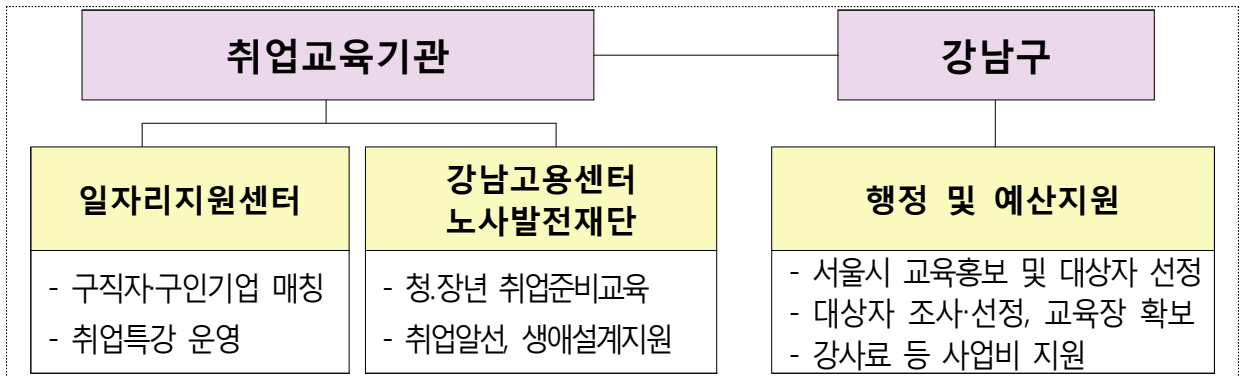 취업교육기관
강남구
일자리지원센터
강남고용센터
노사발전재단
행정 및 예산지원
- 구직자·구인기업 매칭
- 취업특강 운영
- 청.장년 취업준비교육
- 취업알선, 생애설계지원
- 서울시 교육홍보 및 대상자 선정
- 대상자 조사·선정, 교육장 확보
- 강사료 등 사업비 지원